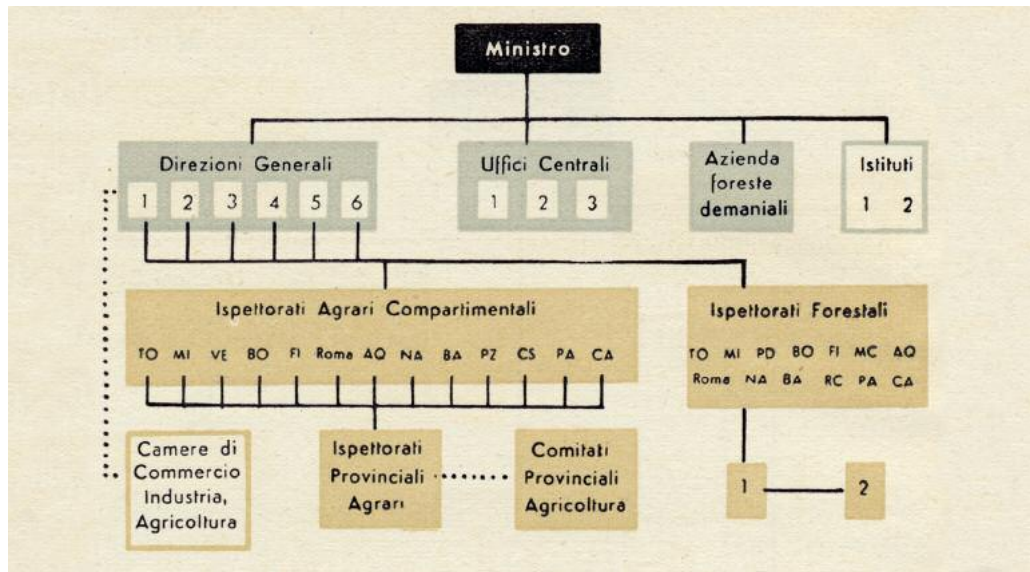 Ministro
Direzioni Generali
1 2 3 4 5 6
Uffici Centrali
1 2 3
Azienda
foreste
demaniali
Istituti
1 2
Ispettorati Agrari Compartimentali
TO MI VE BO FI Roma AQ NA BA PZ CS PA CA
Ispettorati Forestali
TO MI PD BO FI MC AQ
Roma NA BA RC PA CA
Camere di
Commercio
Industria,
Agricoltura
Ispettorati
Provinciali
Agrari
Comitati
Provinciali
Agricoltura
1 2